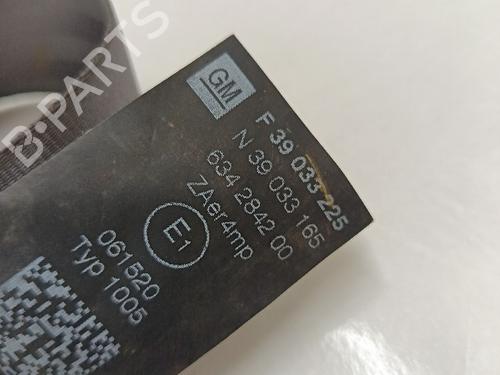 B-PARTS
GM
F 39 033 225
N 39 033 165
634 2842 00
ZAer4mp
E1
061520
Typ 1005